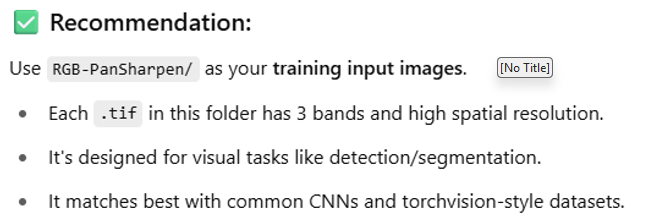 ✅ Recommendation:
Use RGB-PanSharpen/ as your training input images.
[No Title]
• Each .tif in this folder has 3 bands and high spatial resolution.
• It's designed for visual tasks like detection/segmentation.
• It matches best with common CNNs and torchvision-style datasets.